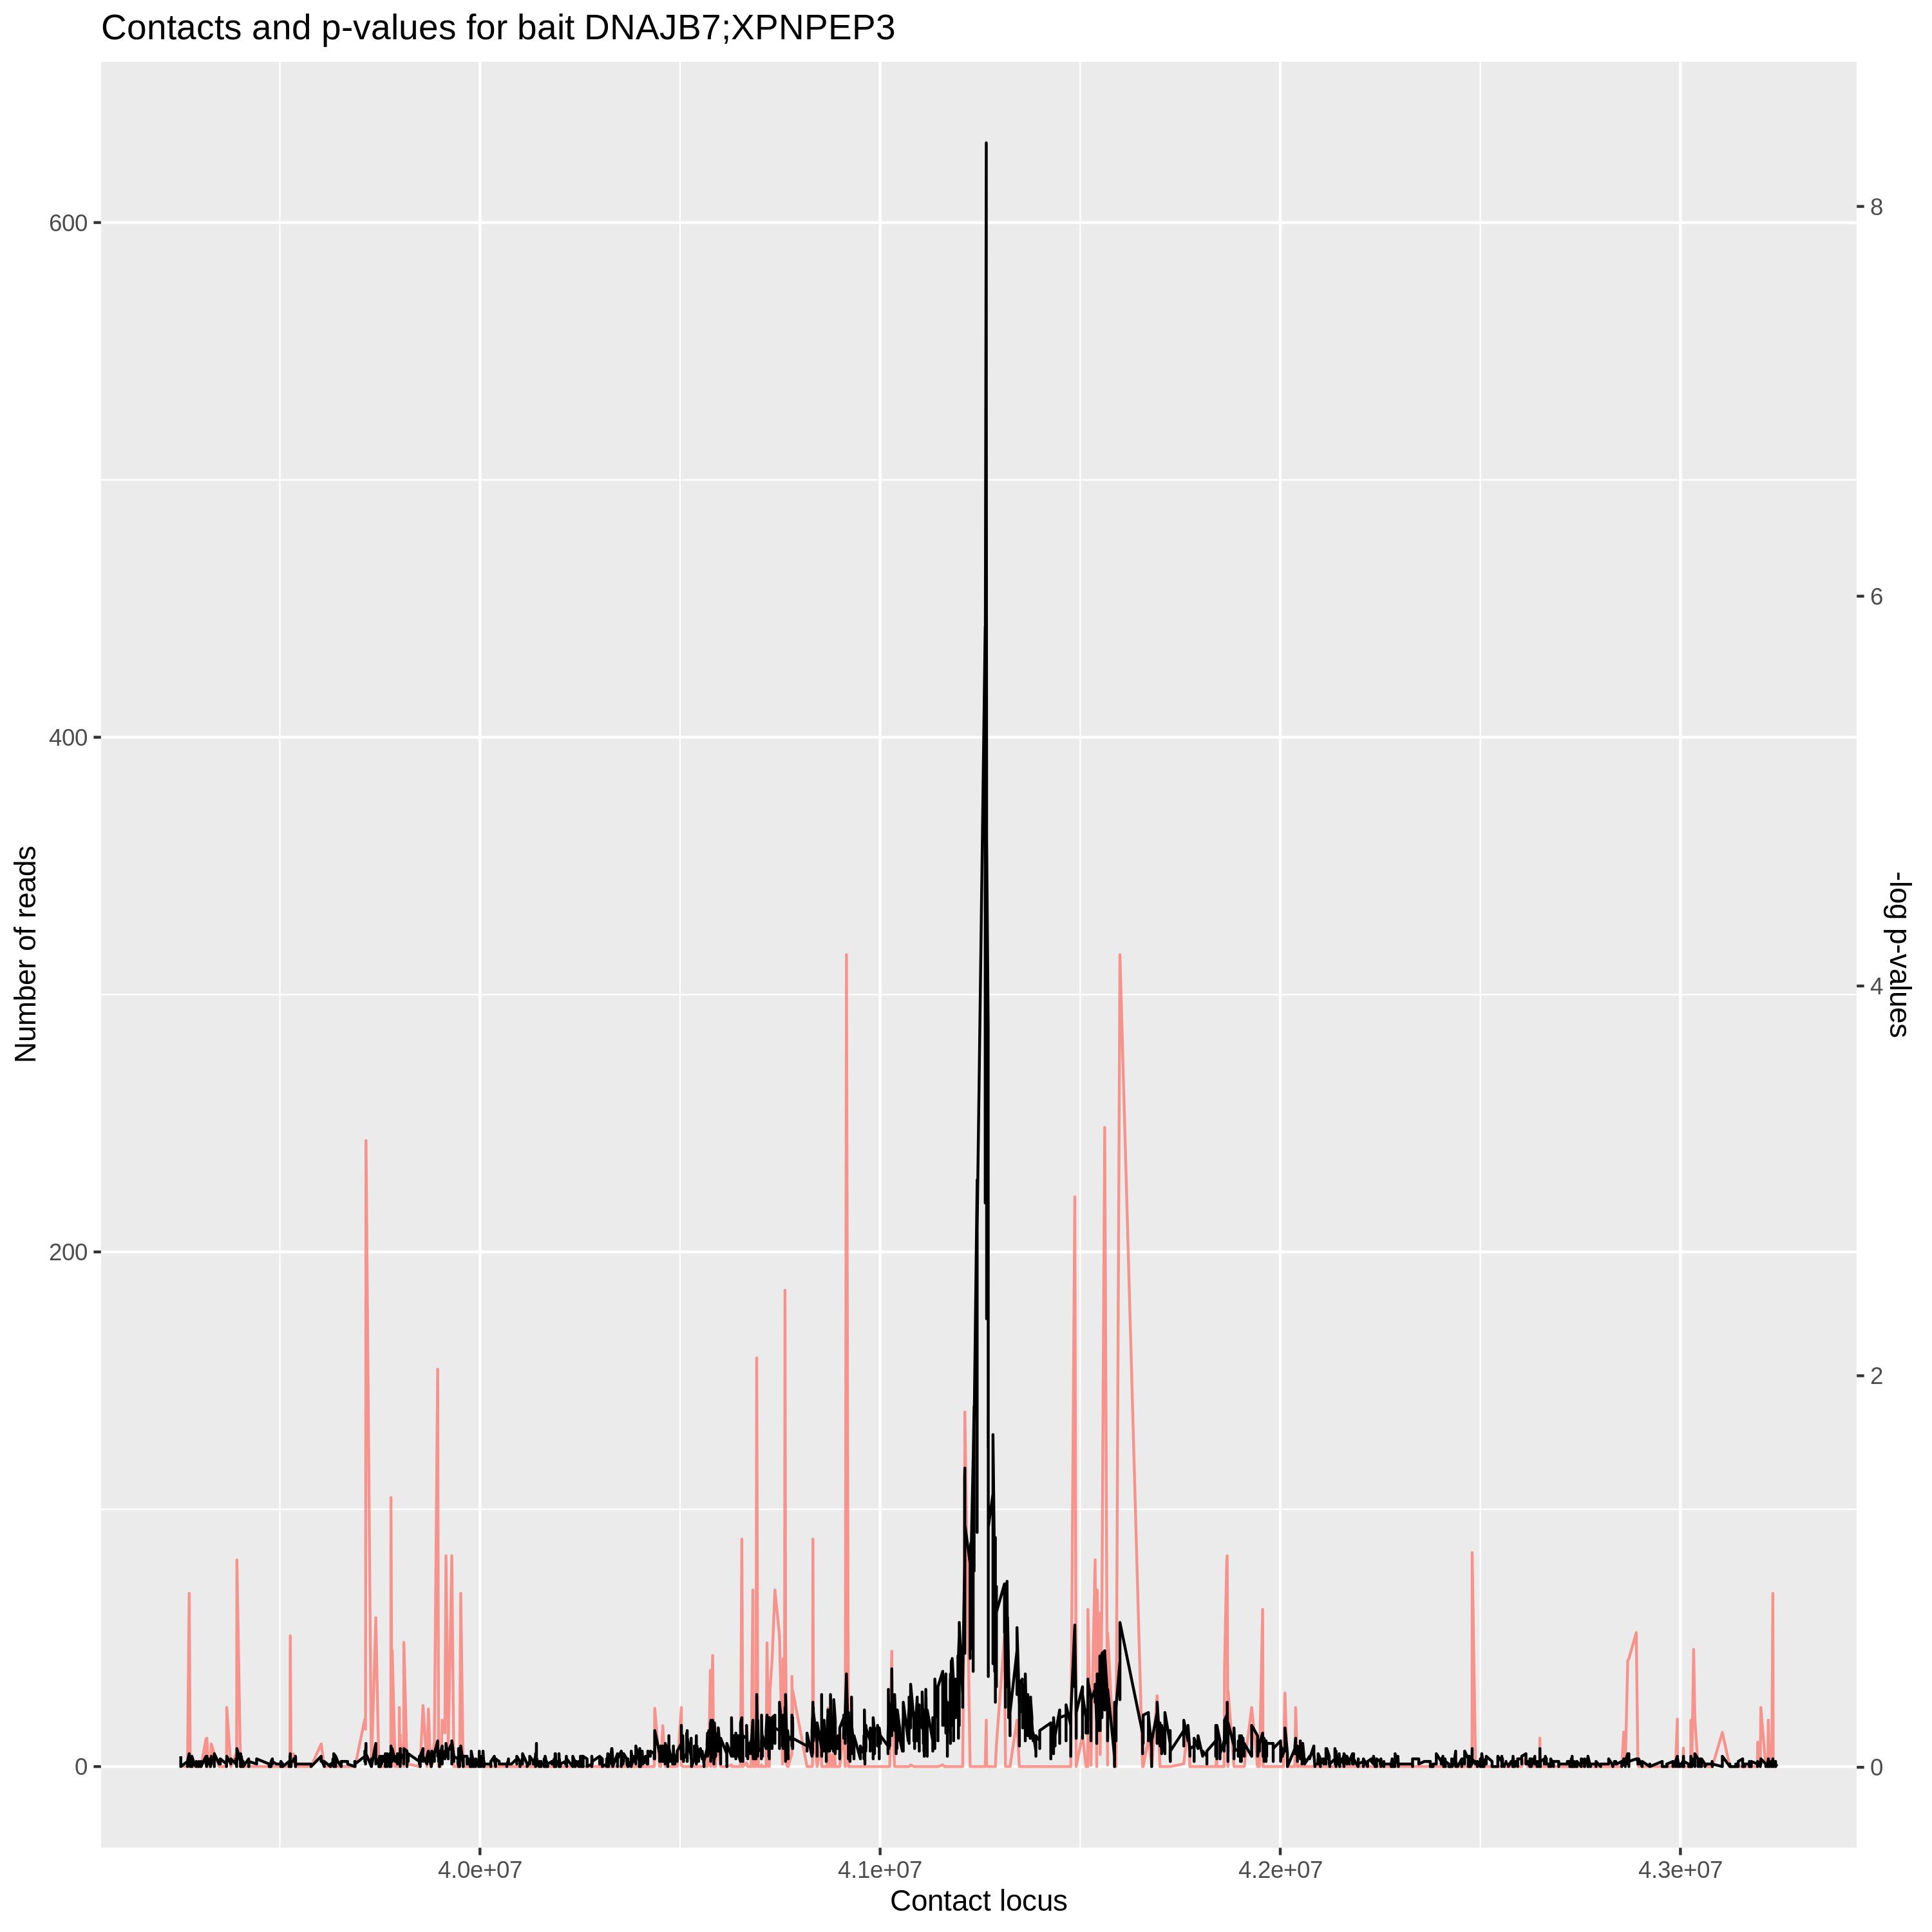 Contacts and p-values for bait DNAJB7;XPNPEP3
600
400
200
0
Number of reads
8
6
4
2
0
-log p-values
4.0e+07
4.1e+07
4.2e+07
4.3e+07
Contact locus